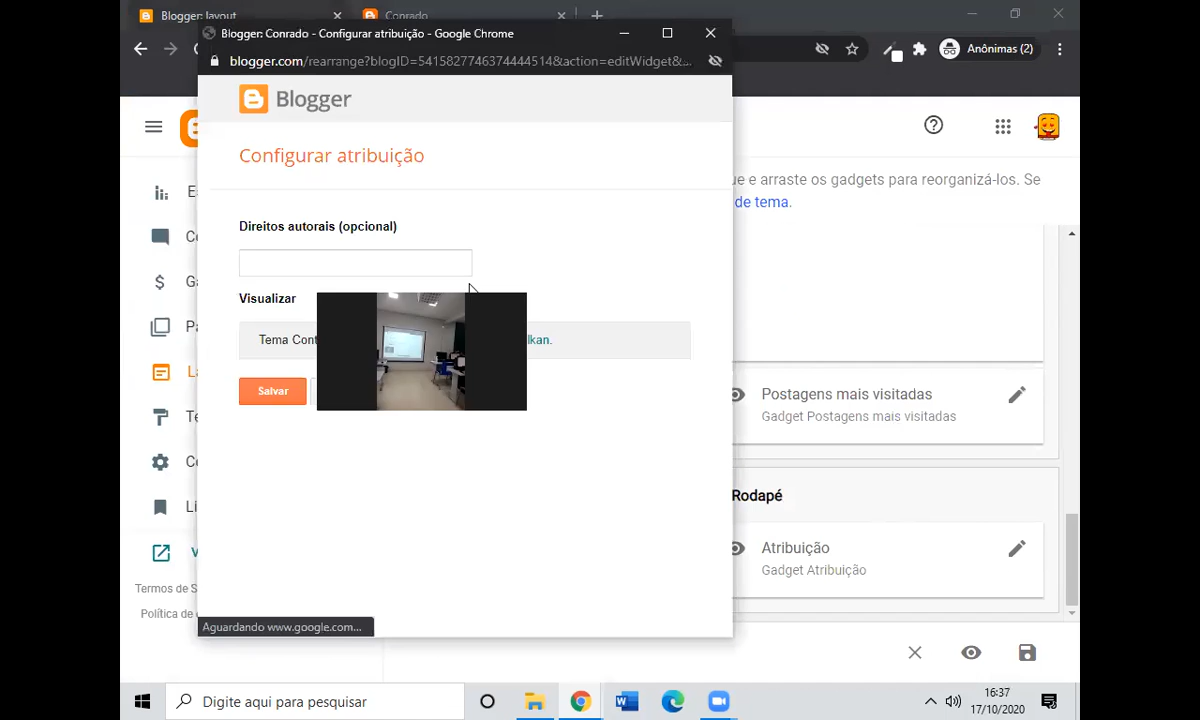 Blogger: layout
Conrado
Blogger: Conrado - Configurar atribuição - Google Chrome
blogger.com/rearrange?blogID=5415827746374444514&action=editWidget&...
Anônimas (2)
Blogger
Configurar atribuição
ue e arraste os gadgets para reorganizá-los. Se
de tema.
Direitos autorais (opcional)
Visualizar
Tema Cont
lkan.
Salvar
Postagens mais visitadas
Gadget Postagens mais visitadas
Rodapé
Atribuição
Gadget Atribuição
Termos de S
Política de
Aguardando www.google.com...
Digite aqui para pesquisar
16:37
17/10/2020